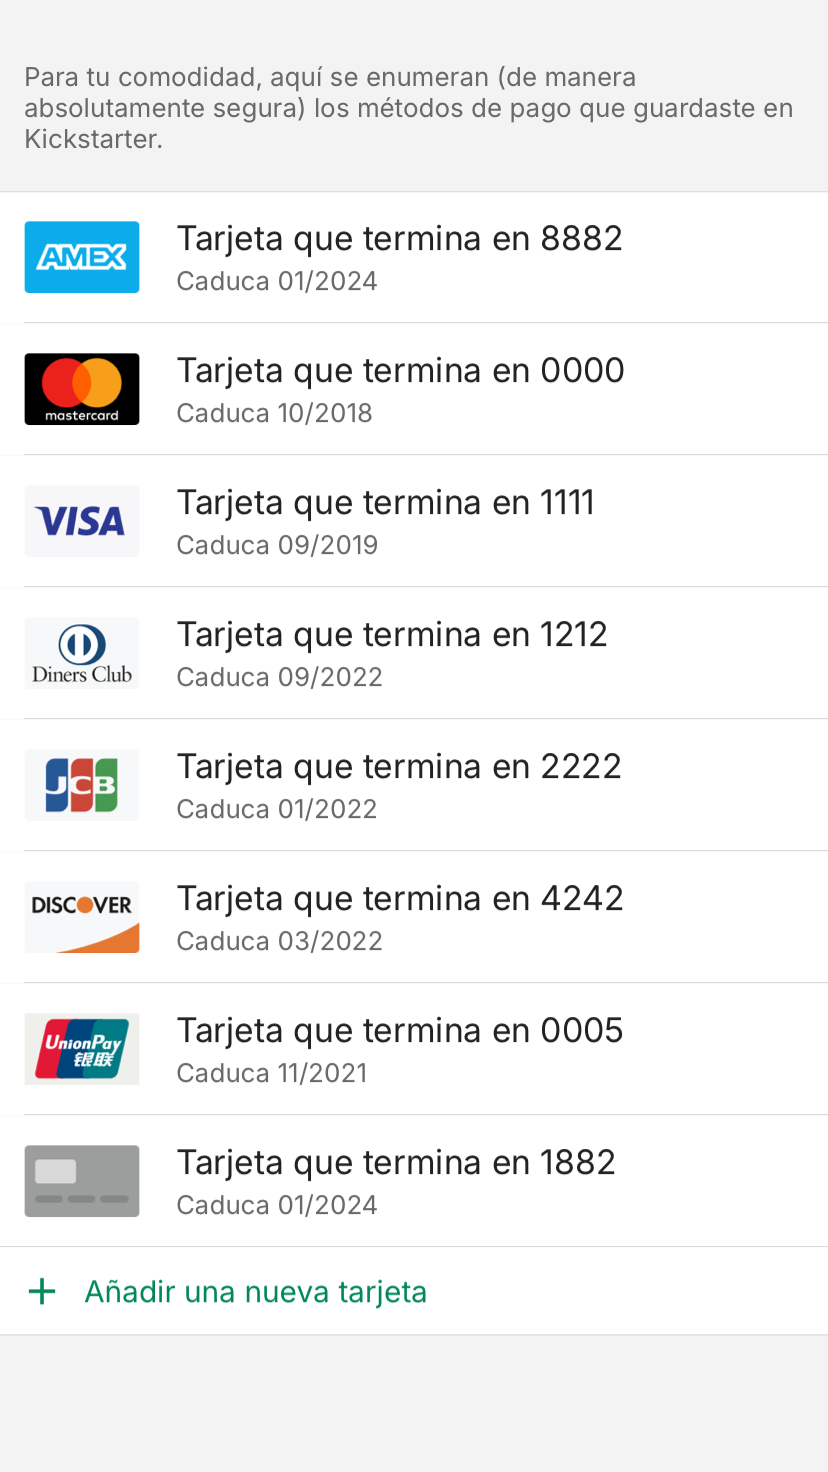 Para tu comodidad, aquí se enumeran (de manera
absolutamente segura) los métodos de pago que guardaste en
Kickstarter.
AMEX
Tarjeta que termina en 8882
Caduca 01/2024
mastercard
Tarjeta que termina en 0000
Caduca 10/2018
VISA
Tarjeta que termina en 1111
Caduca 09/2019
Diners Club
Tarjeta que termina en 1212
Caduca 09/2022
JCB
Tarjeta que termina en 2222
Caduca 01/2022
DISCOVER
Tarjeta que termina en 4242
Caduca 03/2022
UnionPay
银联
Tarjeta que termina en 0005
Caduca 11/2021
Tarjeta que termina en 1882
Caduca 01/2024
+ Añadir una nueva tarjeta